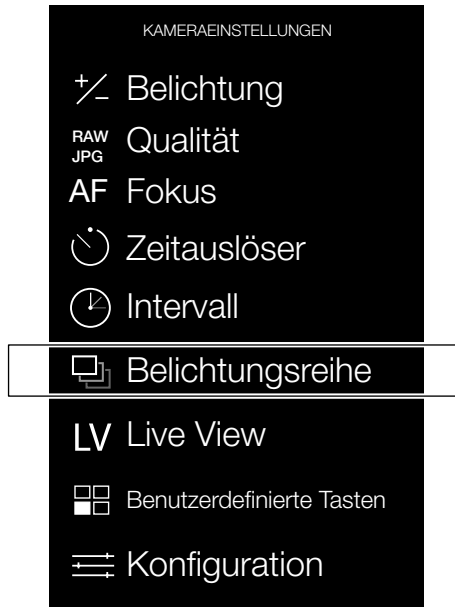 KAMERAEINSTELLUNGEN
+/- Belichtung
RAW JPG Qualität
AF Fokus
Zeitauslöser
Intervall
Belichtungsreihe
LV Live View
Benutzerdefinierte Tasten
Konfiguration